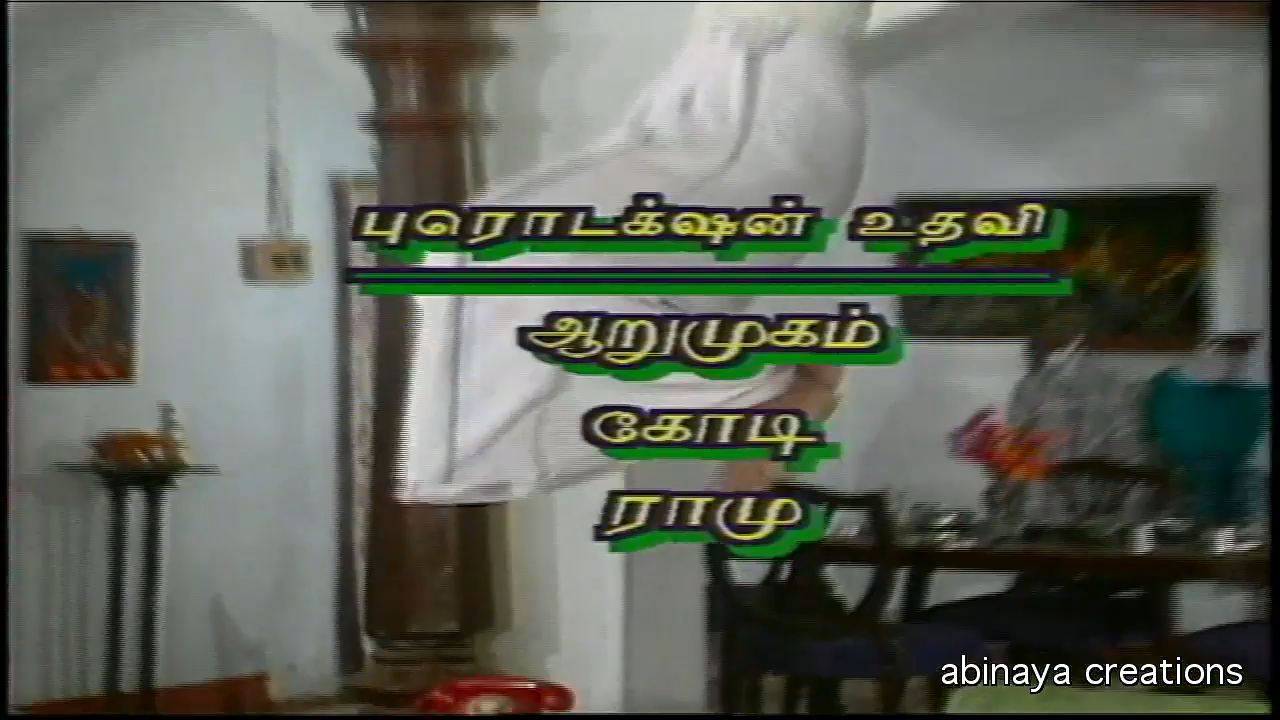 புரொடக்ஷன் உதவி
ஆறுமுகம்
கோடி
ராமு
abinaya creations